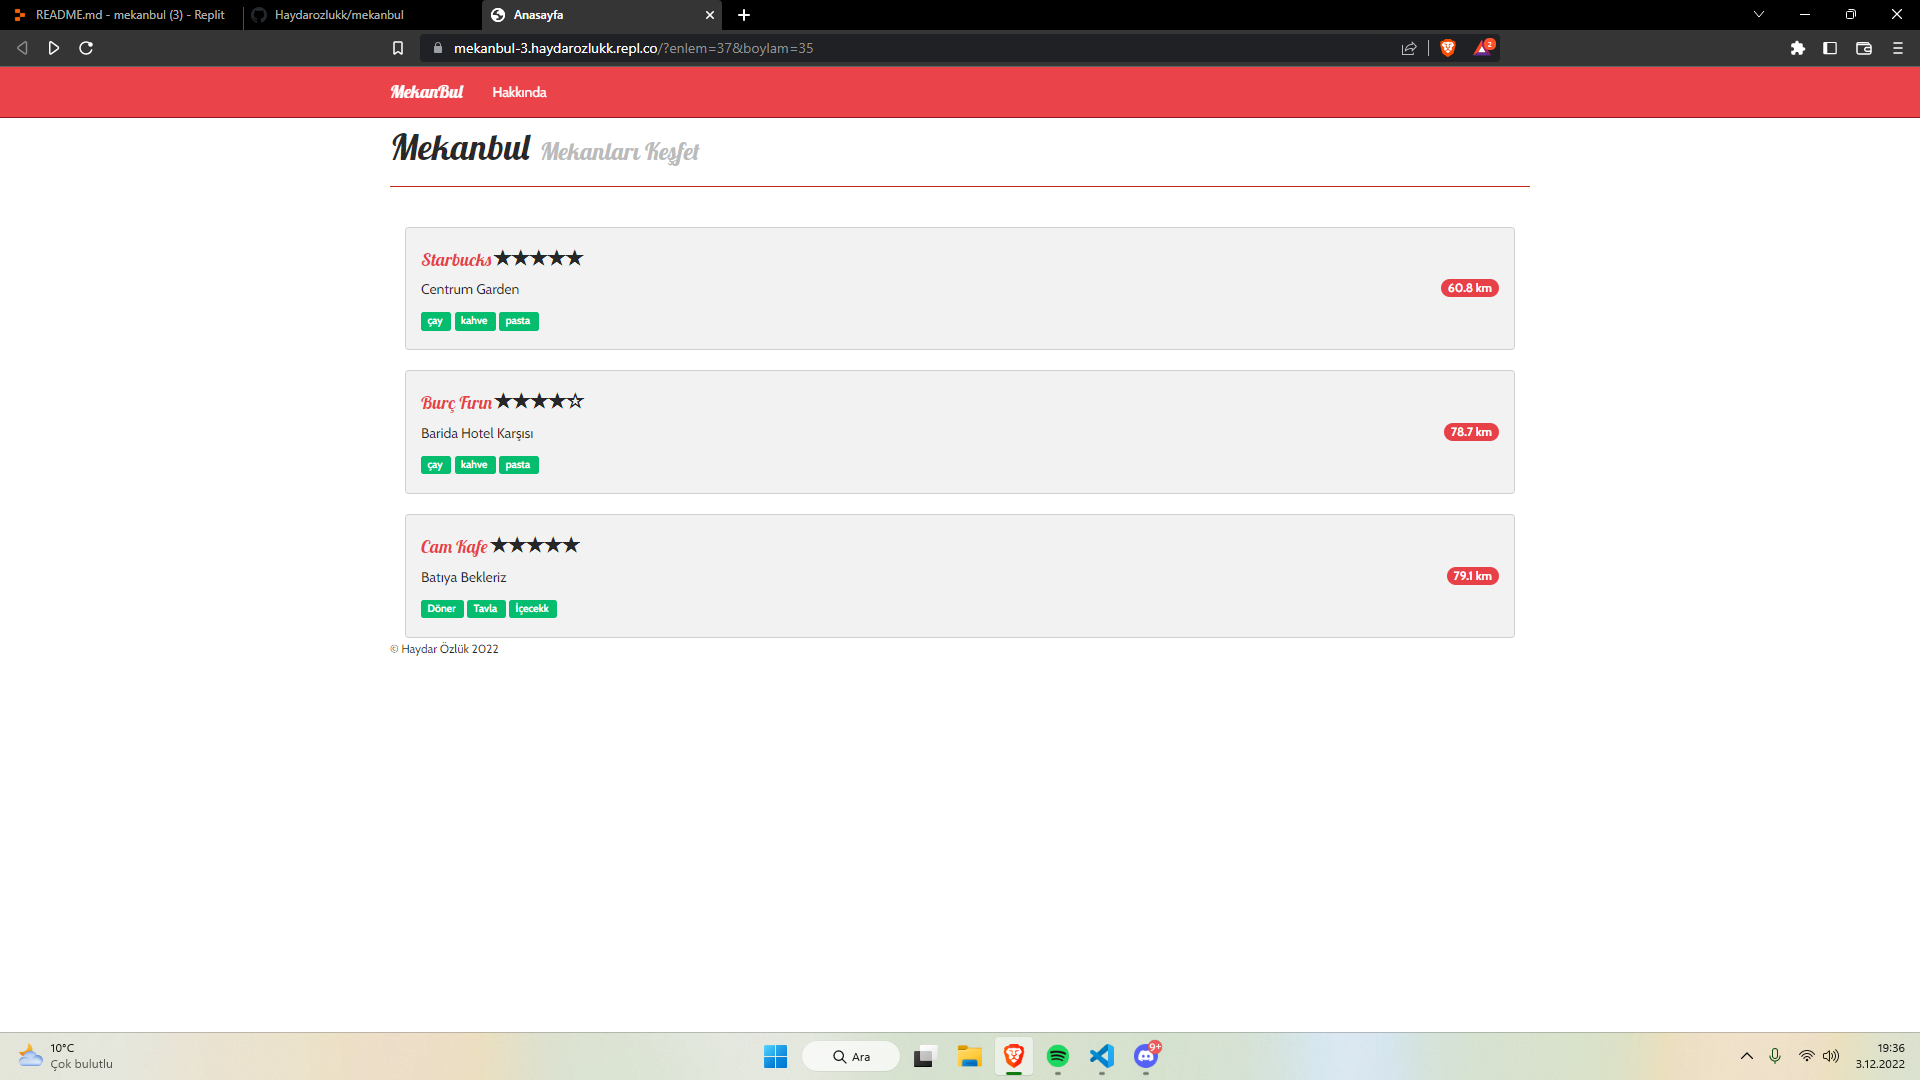 README.md - mekanbul (3) - Replit
Haydarozlukk/mekanbul
Anasayfa
mekanbul-3.haydarozlukk.repl.co/?enlem=37&boylam=35
2
MekanBul Hakkında
Mekanbul Mekanları Keşfet
Starbucks ★★★★★
Centrum Garden
60.8 km
çay kahve pasta
Burç Fırın ★★★★☆
Barida Hotel Karşısı
78.7 km
çay kahve pasta
Cam Kafe ★★★★★
Batıya Bekleriz
79.1 km
Döner Tavla İçecekk
© Haydar Özlük 2022
10°C
Çok bulutlu
Ara
9+
19:36
3.12.2022